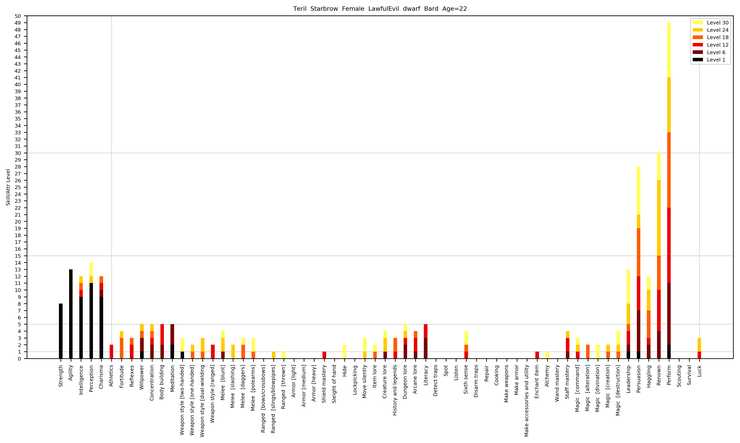 Teril Starbrow Female LawfulEvil dwarf Bard Age=22
Skill/Attr Level
50
49
48
47
46
45
44
43
42
41
40
39
38
37
36
35
34
33
32
31
30
29
28
27
26
25
24
23
22
21
20
19
18
17
16
15
14
13
12
11
10
9
8
7
6
5
4
3
2
1
0
Level 30
Level 24
Level 18
Level 12
Level 6
Level 1
Strength
Agility
Intelligence
Perception
Charisma
Athletics
Fortitude
Reflexes
Willpower
Concentration
Body building
Meditation
Weapon style [two-handed]
Weapon style [one-handed]
Weapon style [dual-wielding]
Weapon style [ranged]
Melee [blunt]
Melee [slashing]
Melee [daggers]
Melee [polearms]
Ranged [bows/crossbows]
Ranged [slings/blowpipes]
Ranged [thrown]
Armor [light]
Armor [medium]
Armor [heavy]
Shield mastery
Sleight of hand
Hide
Lockpicking
Move silently
Item lore
Creature lore
History and legends
Dungeon lore
Arcane lore
Literacy
Detect traps
Spot
Listen
Sixth sense
Disarm traps
Repair
Cooking
Make weapons
Make armor
Make accessories and utility
Enchant item
Alchemy
Wand mastery
Staff mastery
Magic [command]
Magic [alteration]
Magic [divination]
Magic [creation]
Magic [destruction]
Leadership
Persuasion
Haggling
Renown
Perform
Scouting
Survival
Luck